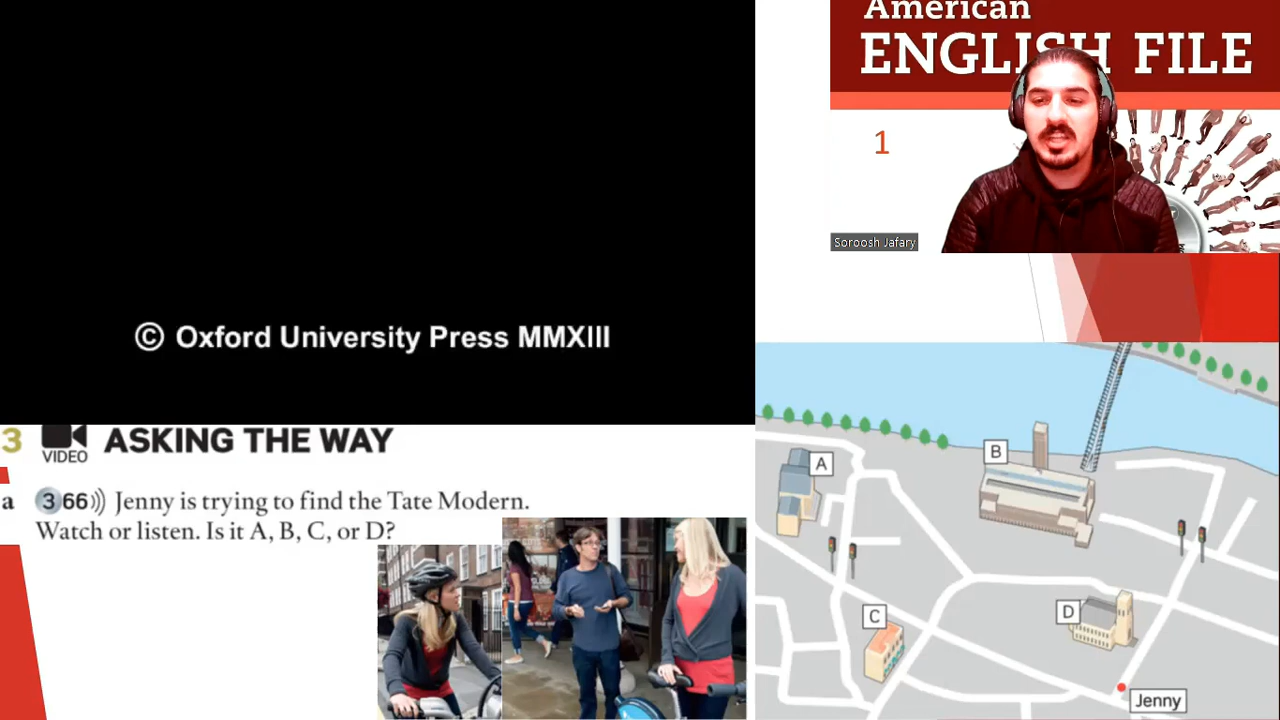 © Oxford University Press MMXIII
American
ENGLISH FILE
1
Soroosh Jafary
3 VIDEO ASKING THE WAY
a 3 66 Jenny is trying to find the Tate Modern.
Watch or listen. Is it A, B, C, or D?
A
B
C
D
Jenny